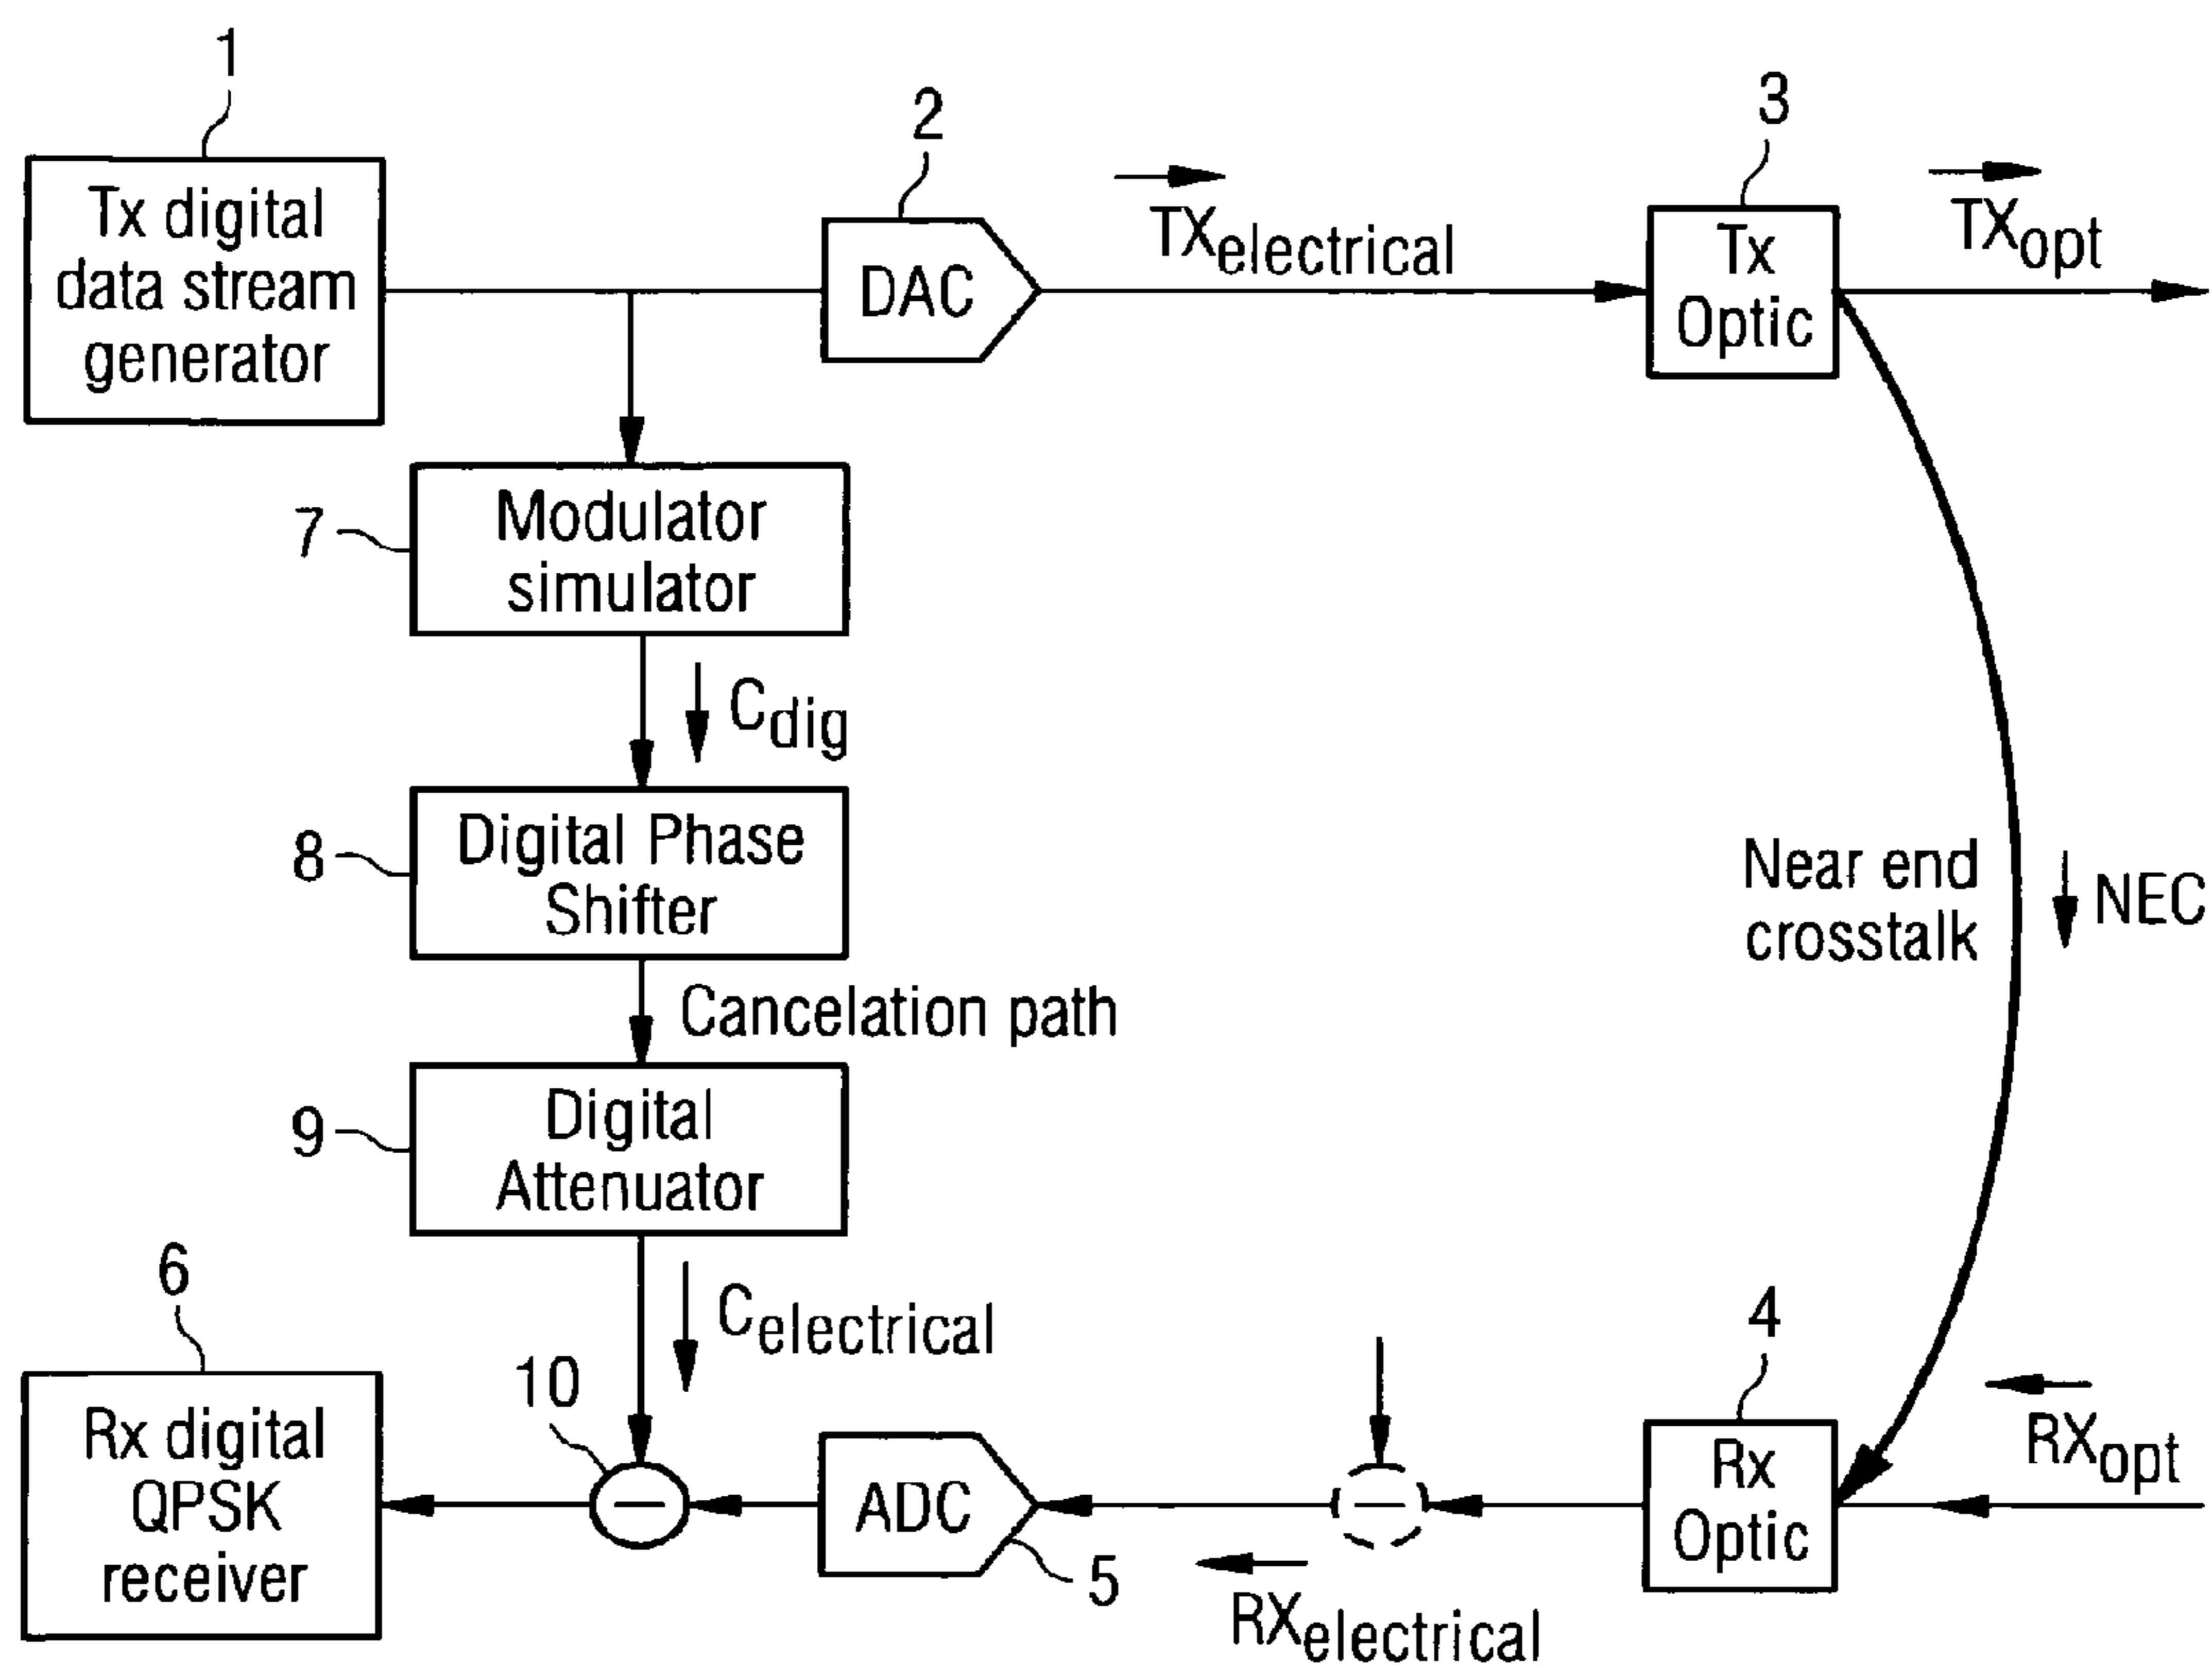 1
2
3
Tx digital
data stream
generator
DAC
TXelectrical
Tx
Optic
TXopt
7
Modulator
simulator
Cdig
8
Digital Phase
Shifter
Near end
crosstalk
NEC
Cancelation path
9
Digital
Attenuator
6
Celectrical
10
4
Rx digital
QPSK
receiver
ADC
5
RXelectrical
Rx
Optic
RXopt